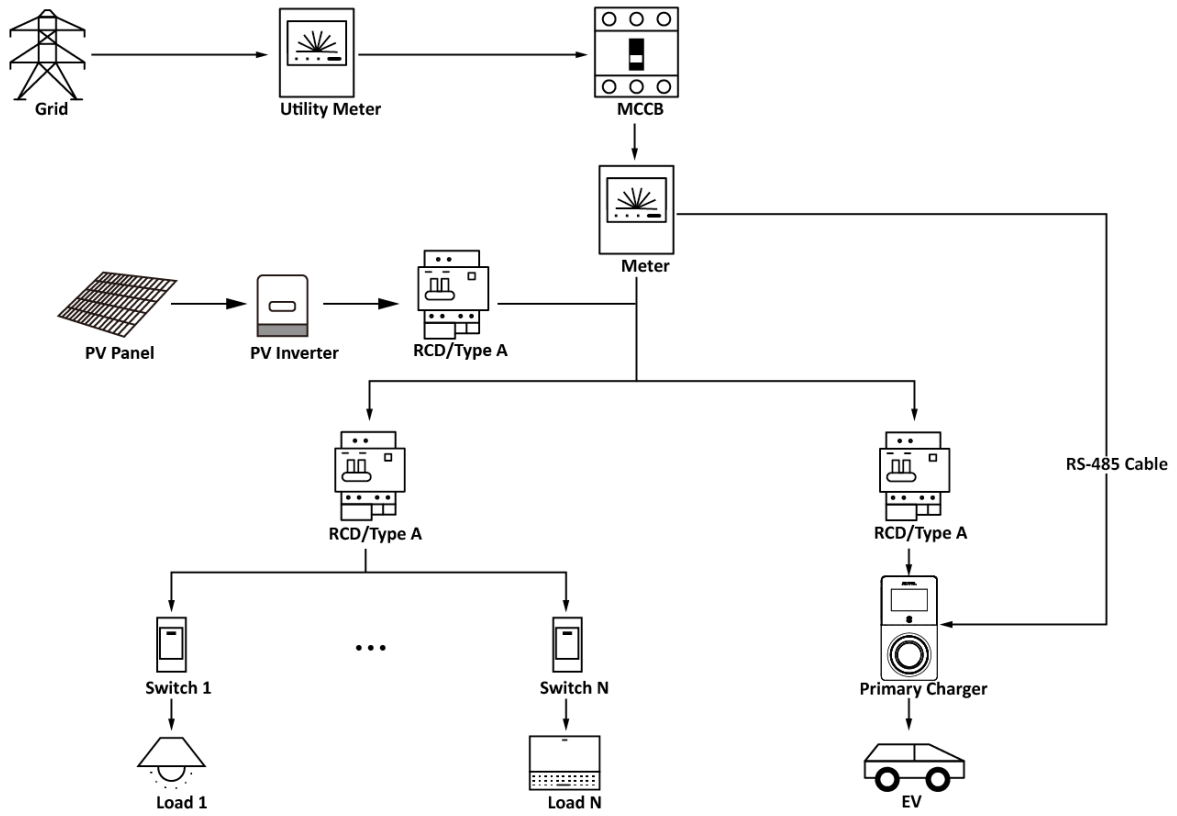 Grid
Utility Meter
MCCB
Meter
PV Panel
PV Inverter
RCD/Type A
RS-485 Cable
RCD/Type A
RCD/Type A
Switch 1
Switch N
Primary Charger
Load 1
Load N
EV